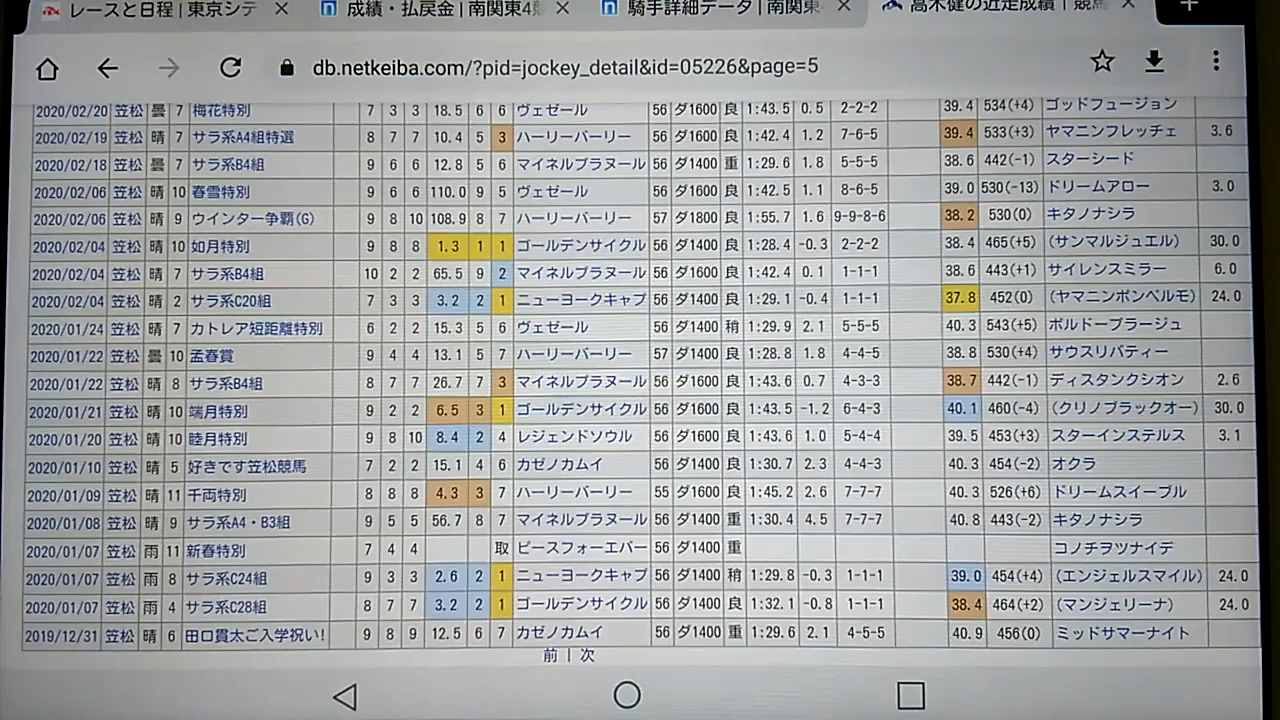 レースと日程 | 東京シテ × 成績・払戻金 | 南関東4競 × 騎手詳細データ | 南関東 × 高木健の近走成績 | 競馬 × +
db.netkeiba.com/?pid=jockey_detail&id=05226&page=5
2020/02/20 笠松 曇 7 梅花特別 7 3 3 18.5 6 6 ヴェゼール 56 ダ1600 良 1:43.5 0.5 2-2-2 39.4 534(+4) ゴッドフュージョン
2020/02/19 笠松 晴 7 サラ系A4組特選 8 7 7 10.4 5 3 ハーリーバーリー 56 ダ1600 良 1:42.4 1.2 7-6-5 39.4 533(+3) ヤマニンフレッチェ 3.6
2020/02/18 笠松 曇 7 サラ系B4組 9 6 6 12.8 5 6 マイネルプラヌール 56 ダ1400 重 1:29.6 1.8 5-5-5 38.6 442(-1) スターシード
2020/02/06 笠松 晴 10 春雪特別 9 6 6 110.0 9 5 ヴェゼール 56 ダ1600 良 1:42.5 1.1 8-6-5 39.0 530(-13) ドリームアロー 3.0
2020/02/06 笠松 晴 9 ウインター争覇(G) 9 8 10 108.9 8 7 ハーリーバーリー 57 ダ1800 良 1:55.7 1.6 9-9-8-6 38.2 530(0) キタノナシラ
2020/02/04 笠松 晴 10 如月特別 9 8 8 1.3 1 1 ゴールデンサイクル 56 ダ1400 良 1:28.4 -0.3 2-2-2 38.4 465(+5) (サンマルジュエル) 30.0
2020/02/04 笠松 晴 7 サラ系B4組 10 2 2 65.5 9 2 マイネルプラヌール 56 ダ1600 良 1:42.4 0.1 1-1-1 38.6 443(+1) サイレンスミラー 6.0
2020/02/04 笠松 晴 2 サラ系C20組 7 3 3 3.2 2 1 ニューヨークキャプ 56 ダ1400 良 1:29.1 -0.4 1-1-1 37.8 452(0) (ヤマニンボンペルモ) 24.0
2020/01/24 笠松 晴 7 カトレア短距離特別 6 2 2 15.3 5 6 ヴェゼール 56 ダ1400 稍 1:29.9 2.1 5-5-5 40.3 543(+5) ボルドープラージュ
2020/01/22 笠松 曇 10 孟春賞 9 4 4 13.1 5 7 ハーリーバーリー 57 ダ1400 良 1:28.8 1.8 4-4-5 38.8 530(+4) サウスリバティー
2020/01/22 笠松 晴 8 サラ系B4組 8 7 7 26.7 7 3 マイネルプラヌール 56 ダ1600 良 1:43.6 0.7 4-3-3 38.7 442(-1) ディスタンクシオン 2.6
2020/01/21 笠松 晴 10 端月特別 9 2 2 6.5 3 1 ゴールデンサイクル 56 ダ1600 良 1:43.5 -1.2 6-4-3 40.1 460(-4) (クリノブラックオー) 30.0
2020/01/20 笠松 晴 10 睦月特別 9 8 10 8.4 2 4 レジェンドソウル 56 ダ1600 良 1:43.6 1.0 5-4-4 39.5 453(+3) スターインステルス 3.1
2020/01/10 笠松 晴 5 好きです笠松競馬 7 2 2 15.1 4 6 カゼノカムイ 56 ダ1400 良 1:30.7 2.3 4-4-3 40.3 454(-2) オクラ
2020/01/09 笠松 晴 11 千両特別 8 8 8 4.3 3 7 ハーリーバーリー 55 ダ1600 良 1:45.2 2.6 7-7-7 40.3 526(+6) ドリームスイーブル
2020/01/08 笠松 晴 9 サラ系A4・B3組 9 5 5 56.7 8 7 マイネルプラヌール 56 ダ1400 重 1:30.4 4.5 7-7-7 40.8 443(-2) キタノナシラ
2020/01/07 笠松 雨 11 新春特別 7 4 4 取 ピースフォーエバー 56 ダ1400 重 コノチヲツナイデ
2020/01/07 笠松 雨 8 サラ系C24組 9 3 3 2.6 2 1 ニューヨークキャプ 56 ダ1400 稍 1:29.8 -0.3 1-1-1 39.0 454(+4) (エンジェルスマイル) 24.0
2020/01/07 笠松 雨 4 サラ系C28組 8 7 7 3.2 2 1 ゴールデンサイクル 56 ダ1400 良 1:32.1 -0.8 1-1-1 38.4 464(+2) (マンジェリーナ) 24.0
2019/12/31 笠松 晴 6 田口貫太ご入学祝い! 9 8 9 12.5 6 7 カゼノカムイ 56 ダ1400 重 1:29.6 2.1 4-5-5 40.9 456(0) ミッドサマーナイト
前 | 次